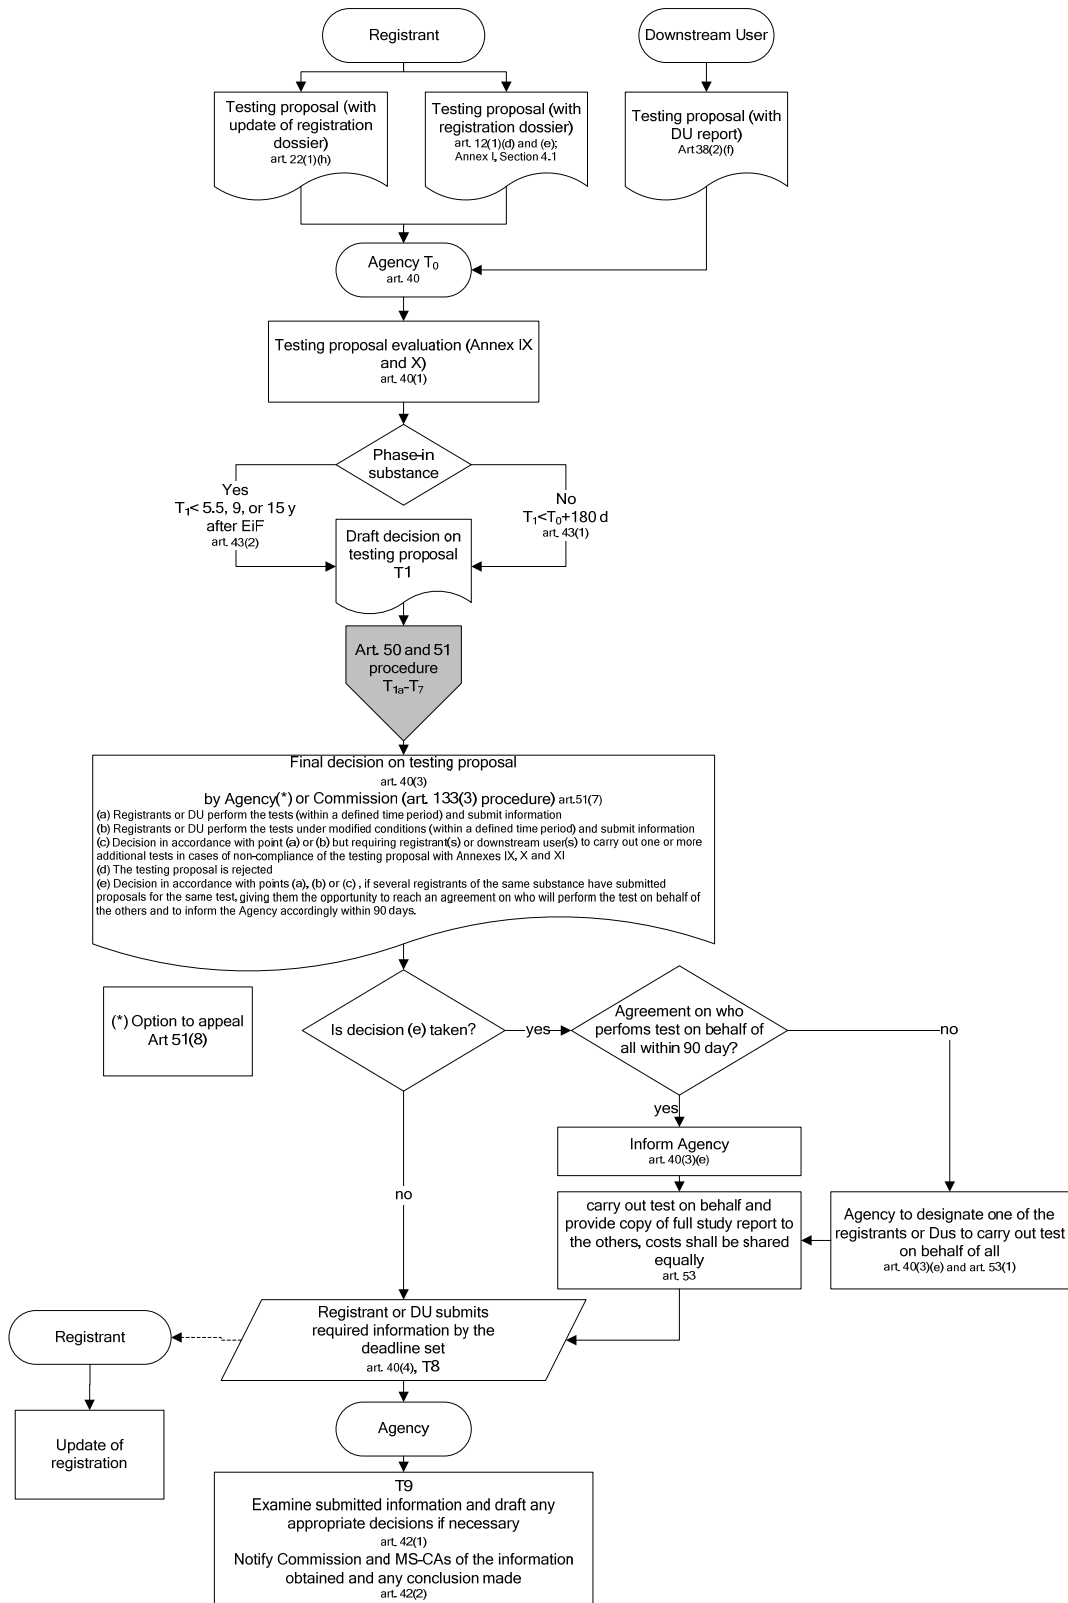 Registrant
Downstream User
Testing proposal (with
update of registration
dossier)
art. 22(1)(h)
Testing proposal (with
registration dossier)
art. 12(1)(d) and (e);
Annex I, Section 4.1
Testing proposal (with
DU report)
Art 38(2)(f)
Agency T0
art. 40
Testing proposal evaluation (Annex IX
and X)
art. 40(1)
Phase-in
substance
Yes
T1< 5.5, 9, or 15 y
after EiF
art. 43(2)
No
T1<T0+180 d
art. 43(1)
Draft decision on
testing proposal
T1
Art. 50 and 51
procedure
T1a-T7
Final decision on testing proposal
art. 40(3)
by Agency(*) or Commission (art. 133(3) procedure) art.51(7)
(a) Registrants or DU perform the tests (within a defined time period) and submit information
(b) Registrants or DU perform the tests under modified conditions (within a defined time period) and submit information
(c) Decision in accordance with point (a) or (b) but requiring registrant(s) or downstream user(s) to carry out one or more
additional tests in cases of non-compliance of the testing proposal with Annexes IX, X and XI
(d) The testing proposal is rejected
(e) Decision in accordance with points (a), (b) or (c) , if several registrants of the same substance have submitted
proposals for the same test, giving them the opportunity to reach an agreement on who will perform the test on behalf of
the others and to inform the Agency accordingly within 90 days.
(*) Option to appeal
Art 51(8)
Is decision (e) taken?
yes
Agreement on who
perfoms test on behalf of
all within 90 day?
no
yes
Inform Agency
art. 40(3)(e)
no
carry out test on behalf and
provide copy of full study report to
the others, costs shall be shared
equally
art. 53
Agency to designate one of the
registrants or Dus to carry out test
on behalf of all
art. 40(3)(e) and art. 53(1)
Registrant
Registrant or DU submits
required information by the
deadline set
art. 40(4), T8
Update of
registration
Agency
T9
Examine submitted information and draft any
appropriate decisions if necessary
art. 42(1)
Notify Commission and MS-CAs of the information
obtained and any conclusion made
art. 42(2)